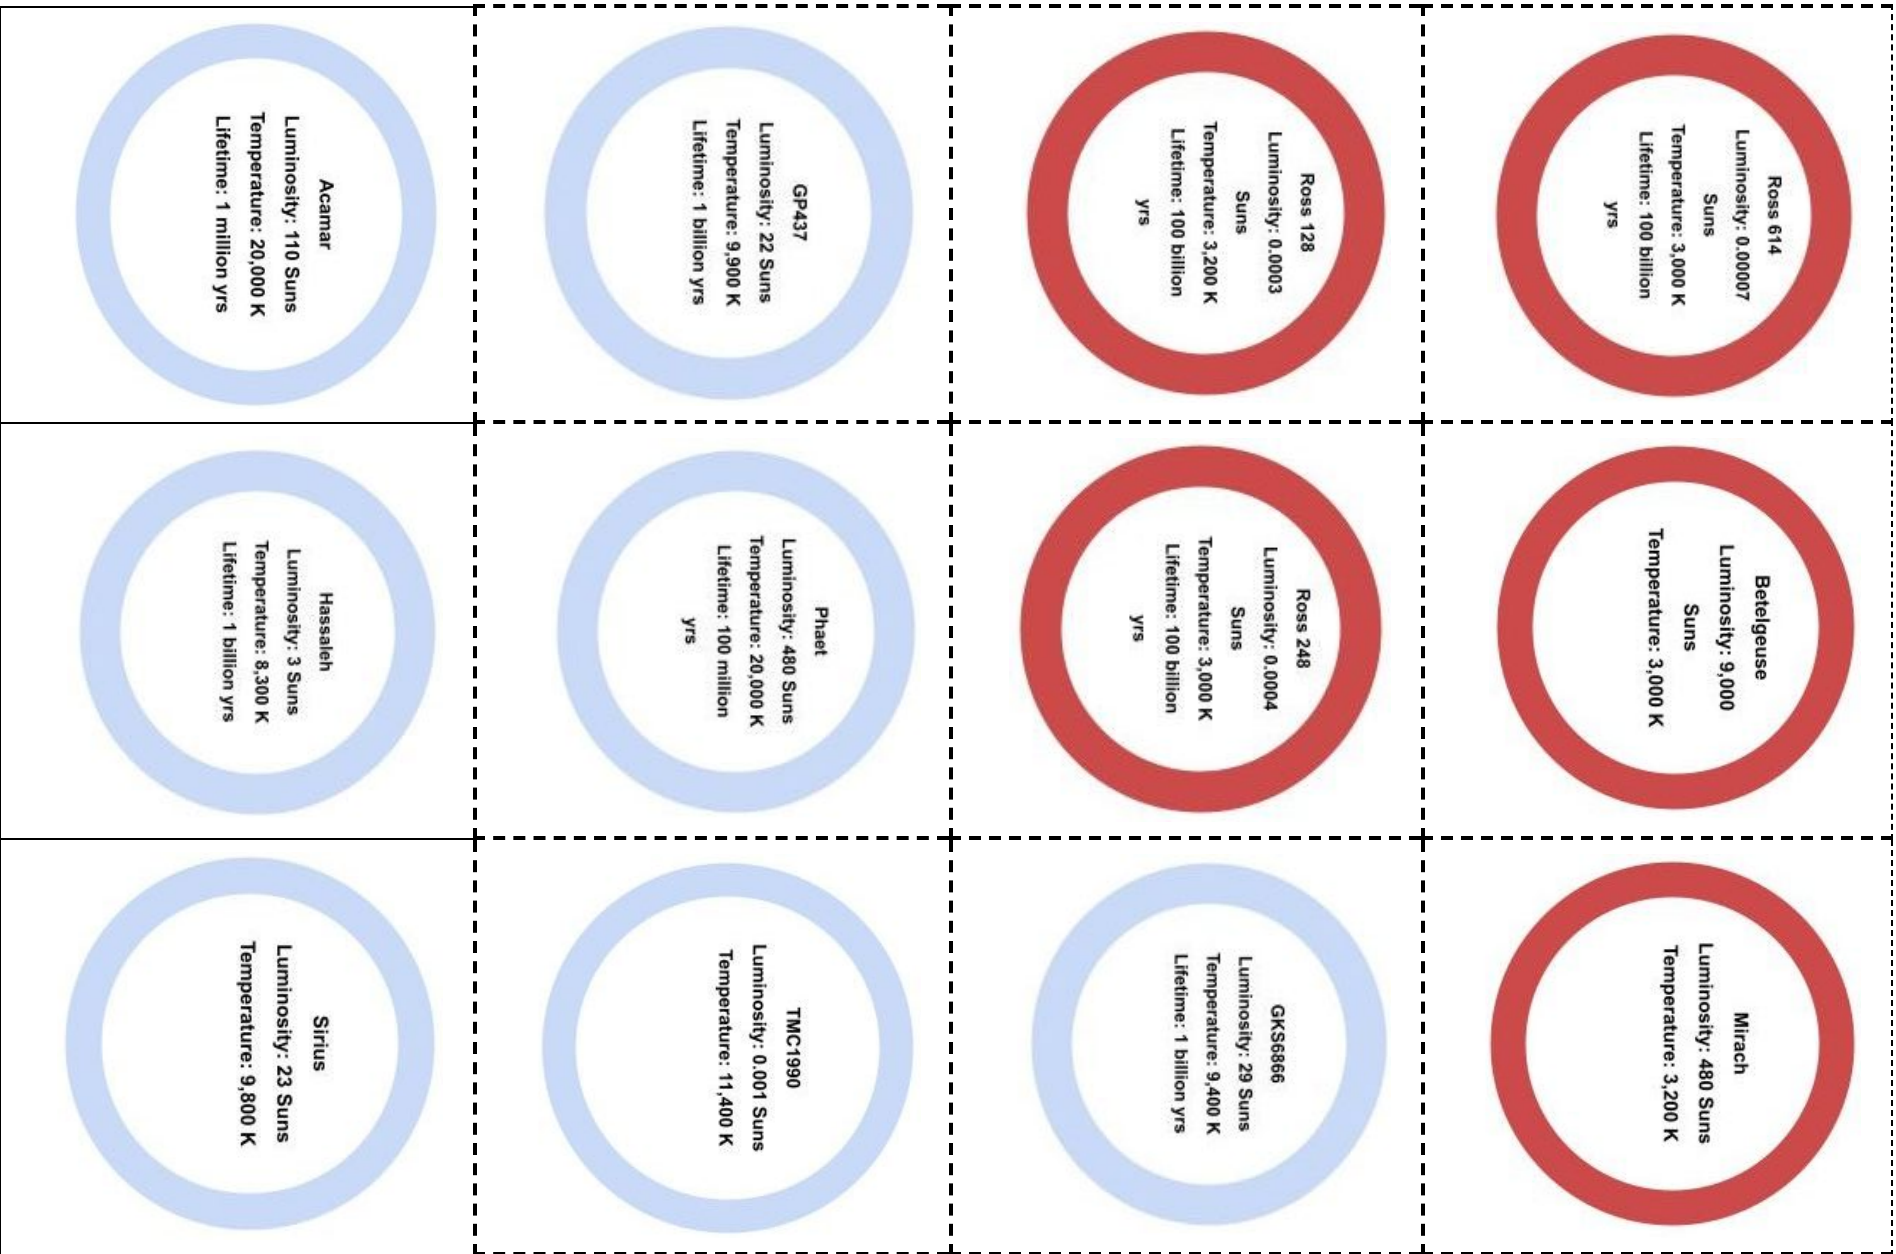 Ross 614
Luminosity: 0.00007
Suns
Temperature: 3,000 K
Lifetime: 100 billion
yrs
Betelgeuse
Luminosity: 9,000
Suns
Temperature: 3,000 K
Mirach
Luminosity: 480 Suns
Temperature: 3,200 K
Ross 128
Luminosity: 0.0003
Suns
Temperature: 3,200 K
Lifetime: 100 billion
yrs
Ross 248
Luminosity: 0.0004
Suns
Temperature: 3,000 K
Lifetime: 100 billion
yrs
GKS6866
Luminosity: 29 Suns
Temperature: 9,400 K
Lifetime: 1 billion yrs
GP437
Luminosity: 22 Suns
Temperature: 9,900 K
Lifetime: 1 billion yrs
Phaet
Luminosity: 480 Suns
Temperature: 20,000 K
Lifetime: 100 million
yrs
TMC1990
Luminosity: 0.001 Suns
Temperature: 11,400 K
Acamar
Luminosity: 110 Suns
Temperature: 20,000 K
Lifetime: 1 million yrs
Hassaleh
Luminosity: 3 Suns
Temperature: 8,300 K
Lifetime: 1 billion yrs
Sirius
Luminosity: 23 Suns
Temperature: 9,800 K